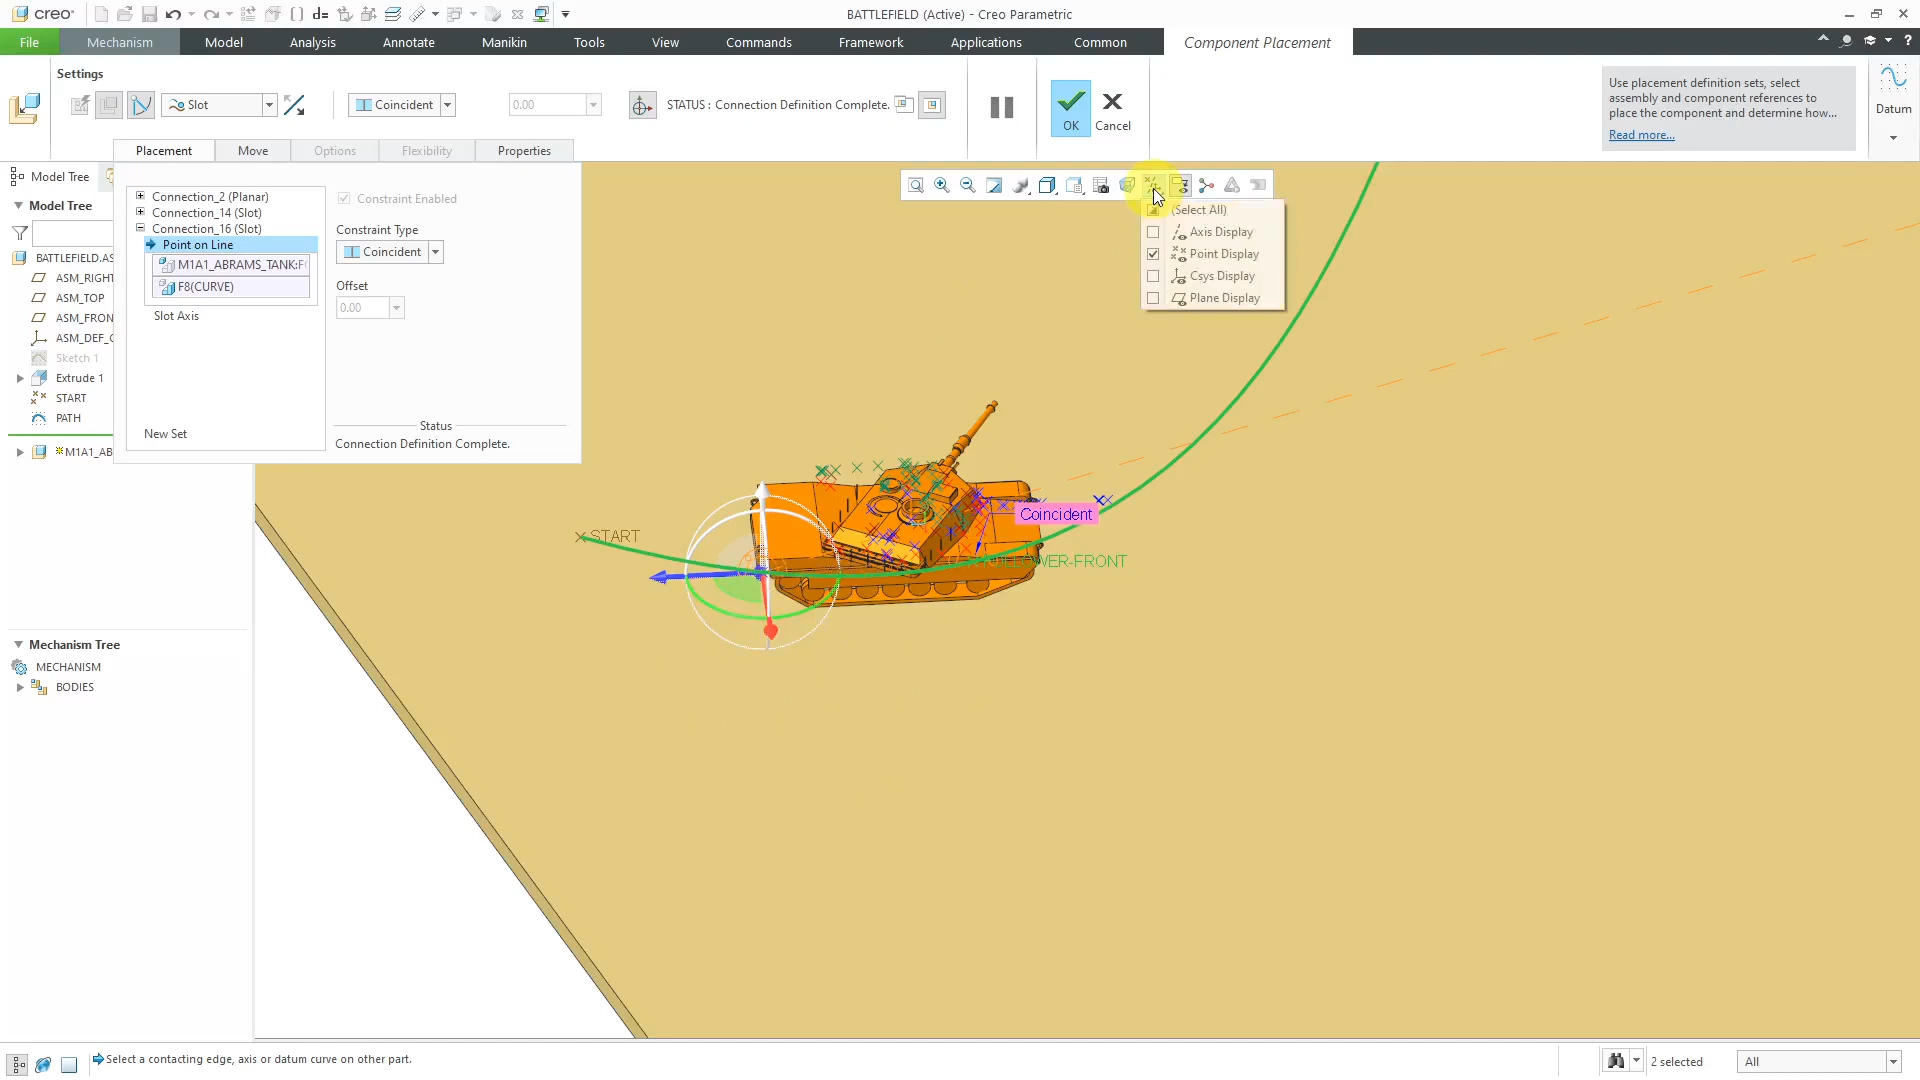 creo
BATTLEFIELD (Active) - Creo Parametric
File
Mechanism
Model
Analysis
Annotate
Manikin
Tools
View
Commands
Framework
Applications
Common
Component Placement
Settings
Slot
Coincident
0.00
STATUS : Connection Definition Complete.
OK
Cancel
Use placement definition sets, select
assembly and component references to
place the component and determine how...
Read more...
Datum
Placement
Move
Options
Flexibility
Properties
Model Tree
Model Tree
BATTLEFIELD.AS
ASM_RIGHT
ASM_TOP
ASM_FRON
ASM_DEF_C
Sketch 1
Extrude 1
START
PATH
M1A1_AB
Connection_2 (Planar)
Connection_14 (Slot)
Connection_16 (Slot)
Point on Line
M1A1_ABRAMS_TANK:F
F8(CURVE)
Slot Axis
New Set
Constraint Enabled
Constraint Type
Coincident
Offset
0.00
Status
Connection Definition Complete.
(Select All)
Axis Display
Point Display
Csys Display
Plane Display
START
Coincident
OWER-FRONT
Mechanism Tree
MECHANISM
BODIES
Select a contacting edge, axis or datum curve on other part.
2 selected
All